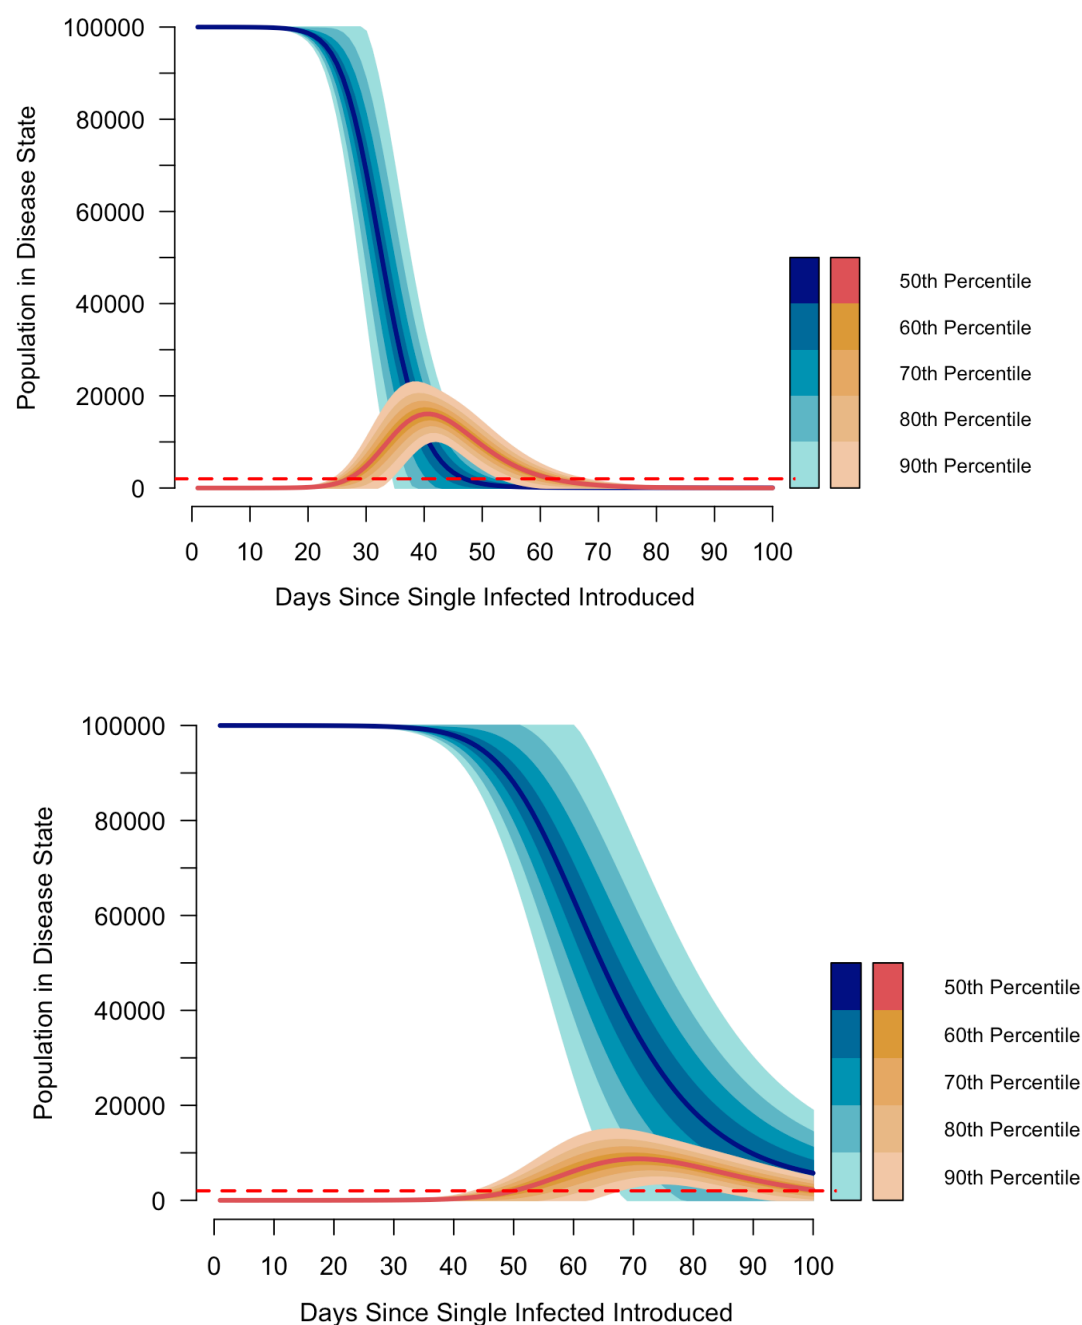 Population in Disease State
100000
80000
60000
40000
20000
0
0 10 20 30 40 50 60 70 80 90 100
Days Since Single Infected Introduced
50th Percentile
60th Percentile
70th Percentile
80th Percentile
90th Percentile
Population in Disease State
100000
80000
60000
40000
20000
0
0 10 20 30 40 50 60 70 80 90 100
Days Since Single Infected Introduced
50th Percentile
60th Percentile
70th Percentile
80th Percentile
90th Percentile